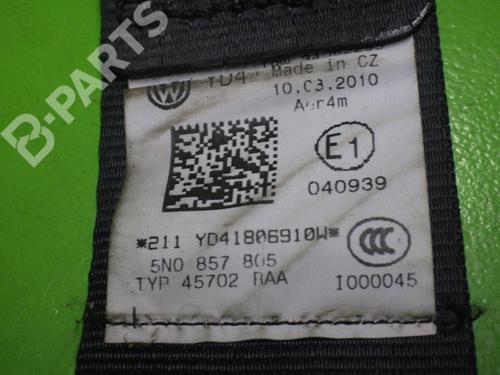 B-PARTS
YD4
Made in CZ
10.03.2010
E1
040939
*211 YD41806910W*
5N0 857 805
CCC
TYP 45702 RAA
I000045